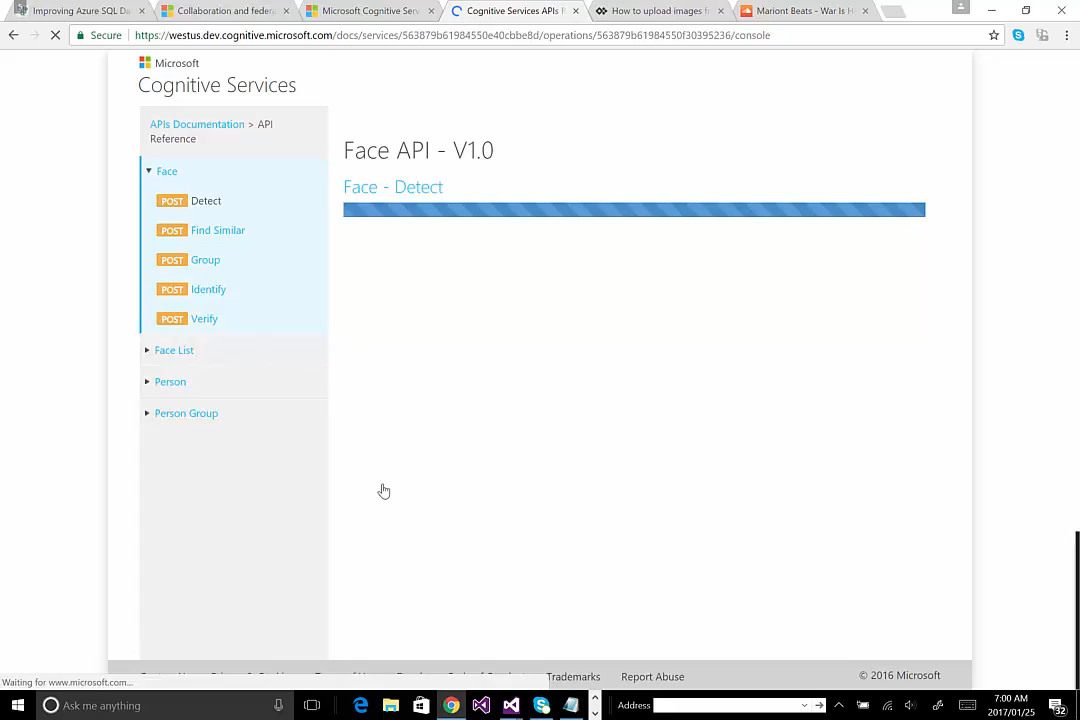 Improving Azure SQL Da
Collaboration and federa
Microsoft Cognitive Serv
Cognitive Services APIs R
How to upload images f
Mariont Beats - War Is H
Secure
https://westus.dev.cognitive.microsoft.com/docs/services/563879b61984550e40cbbe8d/operations/563879b61984550f30395236/console
Microsoft
Cognitive Services
APIs Documentation > API
Reference
Face
POST Detect
POST Find Similar
POST Group
POST Identify
POST Verify
Face List
Person
Person Group
Face API - V1.0
Face - Detect
Trademarks
Report Abuse
© 2016 Microsoft
Waiting for www.microsoft.com...
Ask me anything
Address
7:00 AM
2017/01/25
32